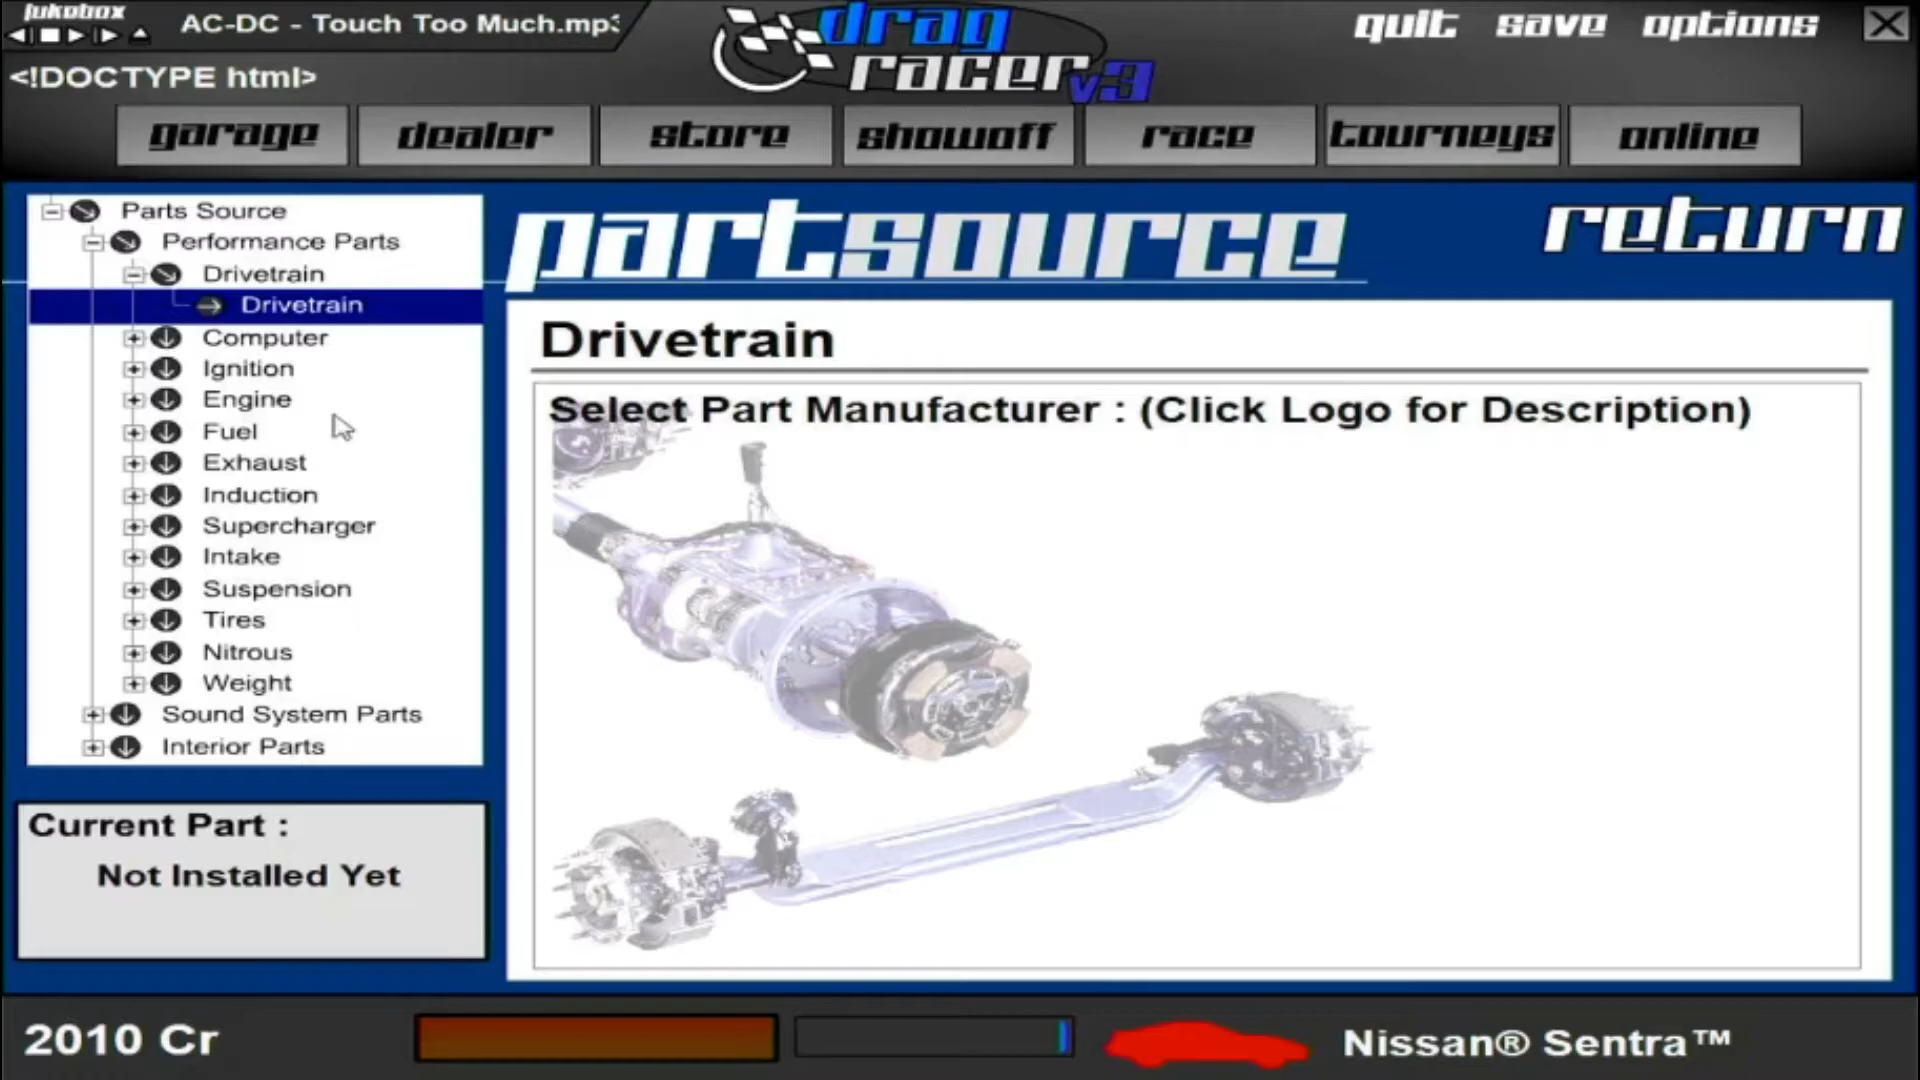 jukebox
AC-DC - Touch Too Much.mp3
<!DOCTYPE html>
drag
racer v3
quit save options
garage dealer store showoff race tourneys online
Parts Source
Performance Parts
Drivetrain
Drivetrain
Computer
Ignition
Engine
Fuel
Exhaust
Induction
Supercharger
Intake
Suspension
Tires
Nitrous
Weight
Sound System Parts
Interior Parts
Current Part :
Not Installed Yet
partsource
return
Drivetrain
Select Part Manufacturer : (Click Logo for Description)
2010 Cr
Nissan® Sentra™